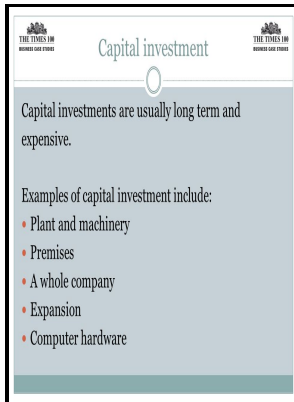 THE TIMES 100
BUSINESS CASE STUDIES
Capital investment
THE TIMES 100
BUSINESS CASE STUDIES
Capital investments are usually long term and
expensive.
Examples of capital investment include:
• Plant and machinery
• Premises
• A whole company
• Expansion
• Computer hardware